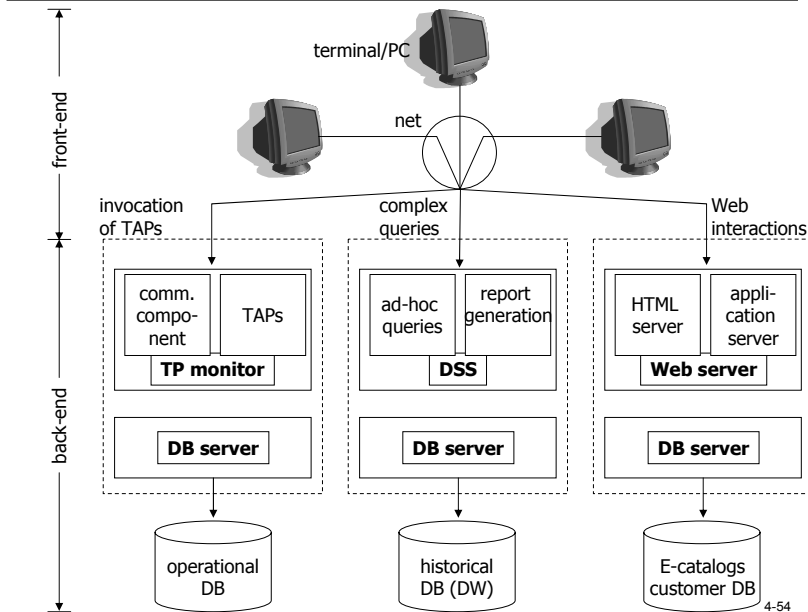 terminal/PC
net
front-end
invocation
of TAPs
complex
queries
Web
interactions
comm.
compo-
nent
TAPs
TP monitor
ad-hoc
queries
report
generation
DSS
HTML
server
appli-
cation
server
Web server
back-end
DB server
DB server
DB server
operational
DB
historical
DB (DW)
E-catalogs
customer DB
4-54